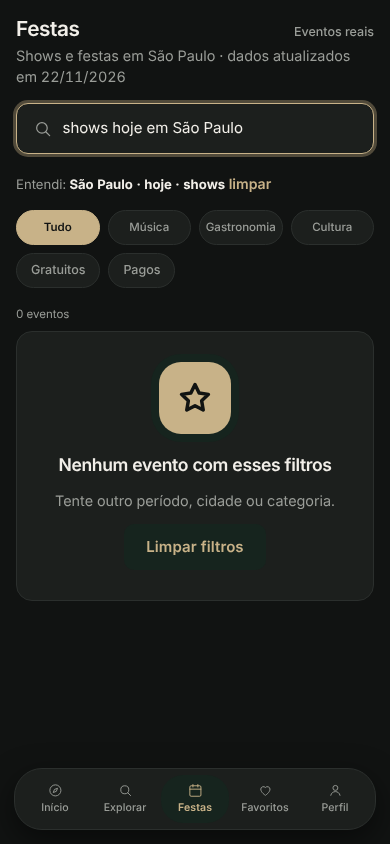 Festas
Eventos reais
Shows e festas em São Paulo · dados atualizados
em 22/11/2026
shows hoje em São Paulo
Entendi: São Paulo · hoje · shows limpar
Tudo
Música
Gastronomia
Cultura
Gratuitos
Pagos
0 eventos
Nenhum evento com esses filtros
Tente outro período, cidade ou categoria.
Limpar filtros
Início
Explorar
Festas
Favoritos
Perfil